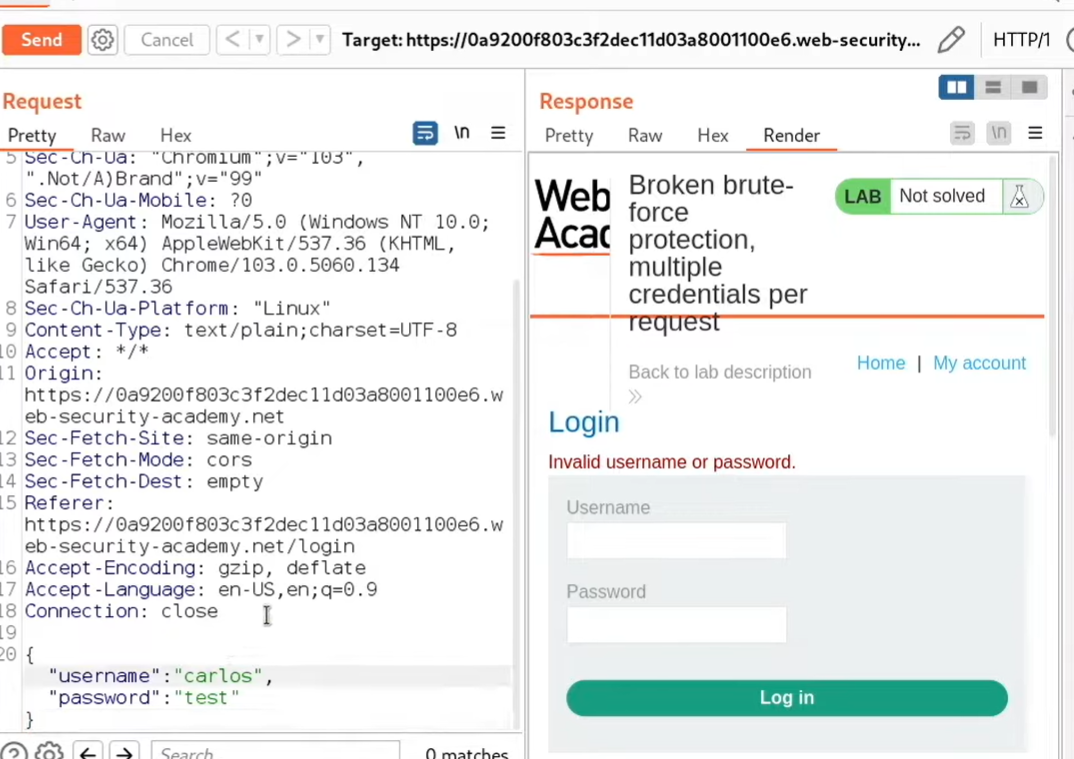 Send
Cancel
Target: https://0a9200f803c3f2dec11d03a8001100e6.web-security...
HTTP/1
Request
Pretty
Raw
Hex
\n
5 Sec-Ch-Ua: "Chromium";v="103",
".Not/A)Brand";v="99"
6 Sec-Ch-Ua-Mobile: ?0
7 User-Agent: Mozilla/5.0 (Windows NT 10.0;
Win64; x64) AppleWebKit/537.36 (KHTML,
like Gecko) Chrome/103.0.5060.134
Safari/537.36
8 Sec-Ch-Ua-Platform: "Linux"
9 Content-Type: text/plain;charset=UTF-8
10 Accept: */*
11 Origin:
https://0a9200f803c3f2dec11d03a8001100e6.w
eb-security-academy.net
12 Sec-Fetch-Site: same-origin
13 Sec-Fetch-Mode: cors
14 Sec-Fetch-Dest: empty
15 Referer:
https://0a9200f803c3f2dec11d03a8001100e6.w
eb-security-academy.net/login
16 Accept-Encoding: gzip, deflate
17 Accept-Language: en-US,en;q=0.9
18 Connection: close
19
20 {
"username":"carlos",
"password":"test"
}
Search
0 matches
Response
Pretty
Raw
Hex
Render
\n
Web
Acad
Broken brute-
force
protection,
multiple
credentials per
request
LAB
Not solved
Back to lab description
Home | My account
Login
Invalid username or password.
Username
Password
Log in